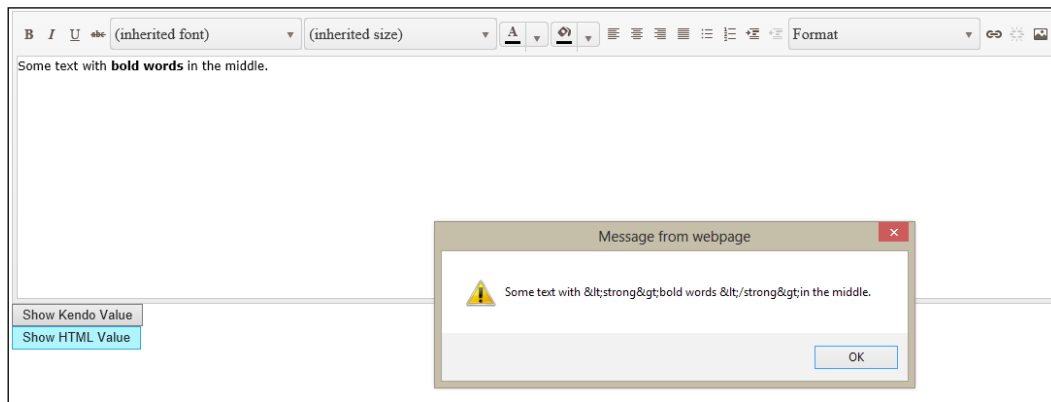 B I U abc (inherited font) (inherited size) A Format
Some text with bold words in the middle.
Message from webpage
Some text with &lt;strong&gt;bold words &lt;/strong&gt;in the middle.
Show Kendo Value
Show HTML Value
OK